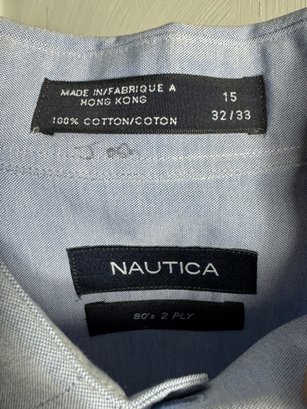 MADE IN/FABRIQUE A
HONG KONG
15
100% COTTON/COTON
32/33
NAUTICA
80's 2 PLY